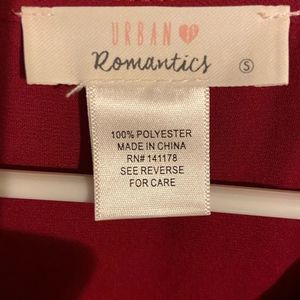 URBAN
Romantics S
100% POLYESTER
MADE IN CHINA
RN# 141178
SEE REVERSE
FOR CARE